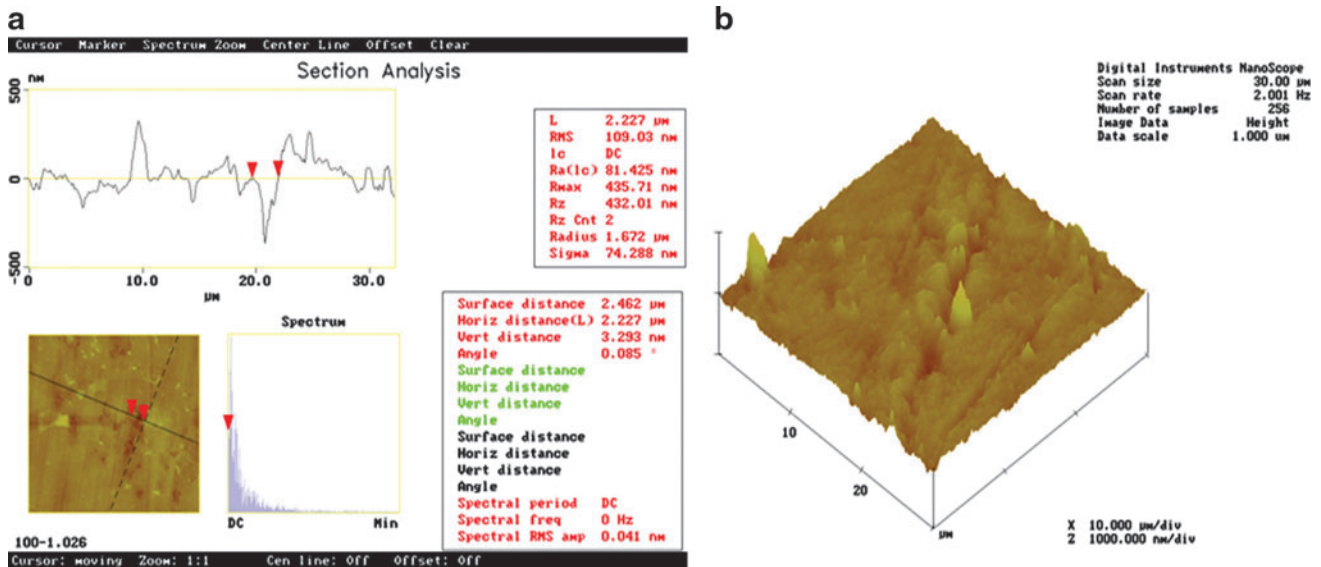 a
Cursor Marker Spectrum Zoom Center Line Offset Clear
Section Analysis
nm
500
0
-500
0
10.0
20.0
30.0
µm
L 2.227 µm
RMS 109.03 nm
lc DC
Ra(lc) 81.425 nm
Rmax 435.71 nm
Rz 432.01 nm
Rz Cnt 2
Radius 1.672 µm
Sigma 74.288 nm
Spectrum
DC Min
Surface distance 2.462 µm
Horiz distance(L) 2.227 µm
Vert distance 3.293 nm
Angle 0.085 °
Surface distance
Horiz distance
Vert distance
Angle
Surface distance
Horiz distance
Vert distance
Angle
Spectral period DC
Spectral freq 0 Hz
Spectral RMS amp 0.041 nm
100-1.026
Cursor: moving Zoom: 1:1 Cen line: Off Offset: Off
b
Digital Instruments NanoScope
Scan size 30.00 µm
Scan rate 2.001 Hz
Number of samples 256
Image Data Height
Data scale 1.000 um
10
20
µm
X 10.000 µm/div
Z 1000.000 nm/div